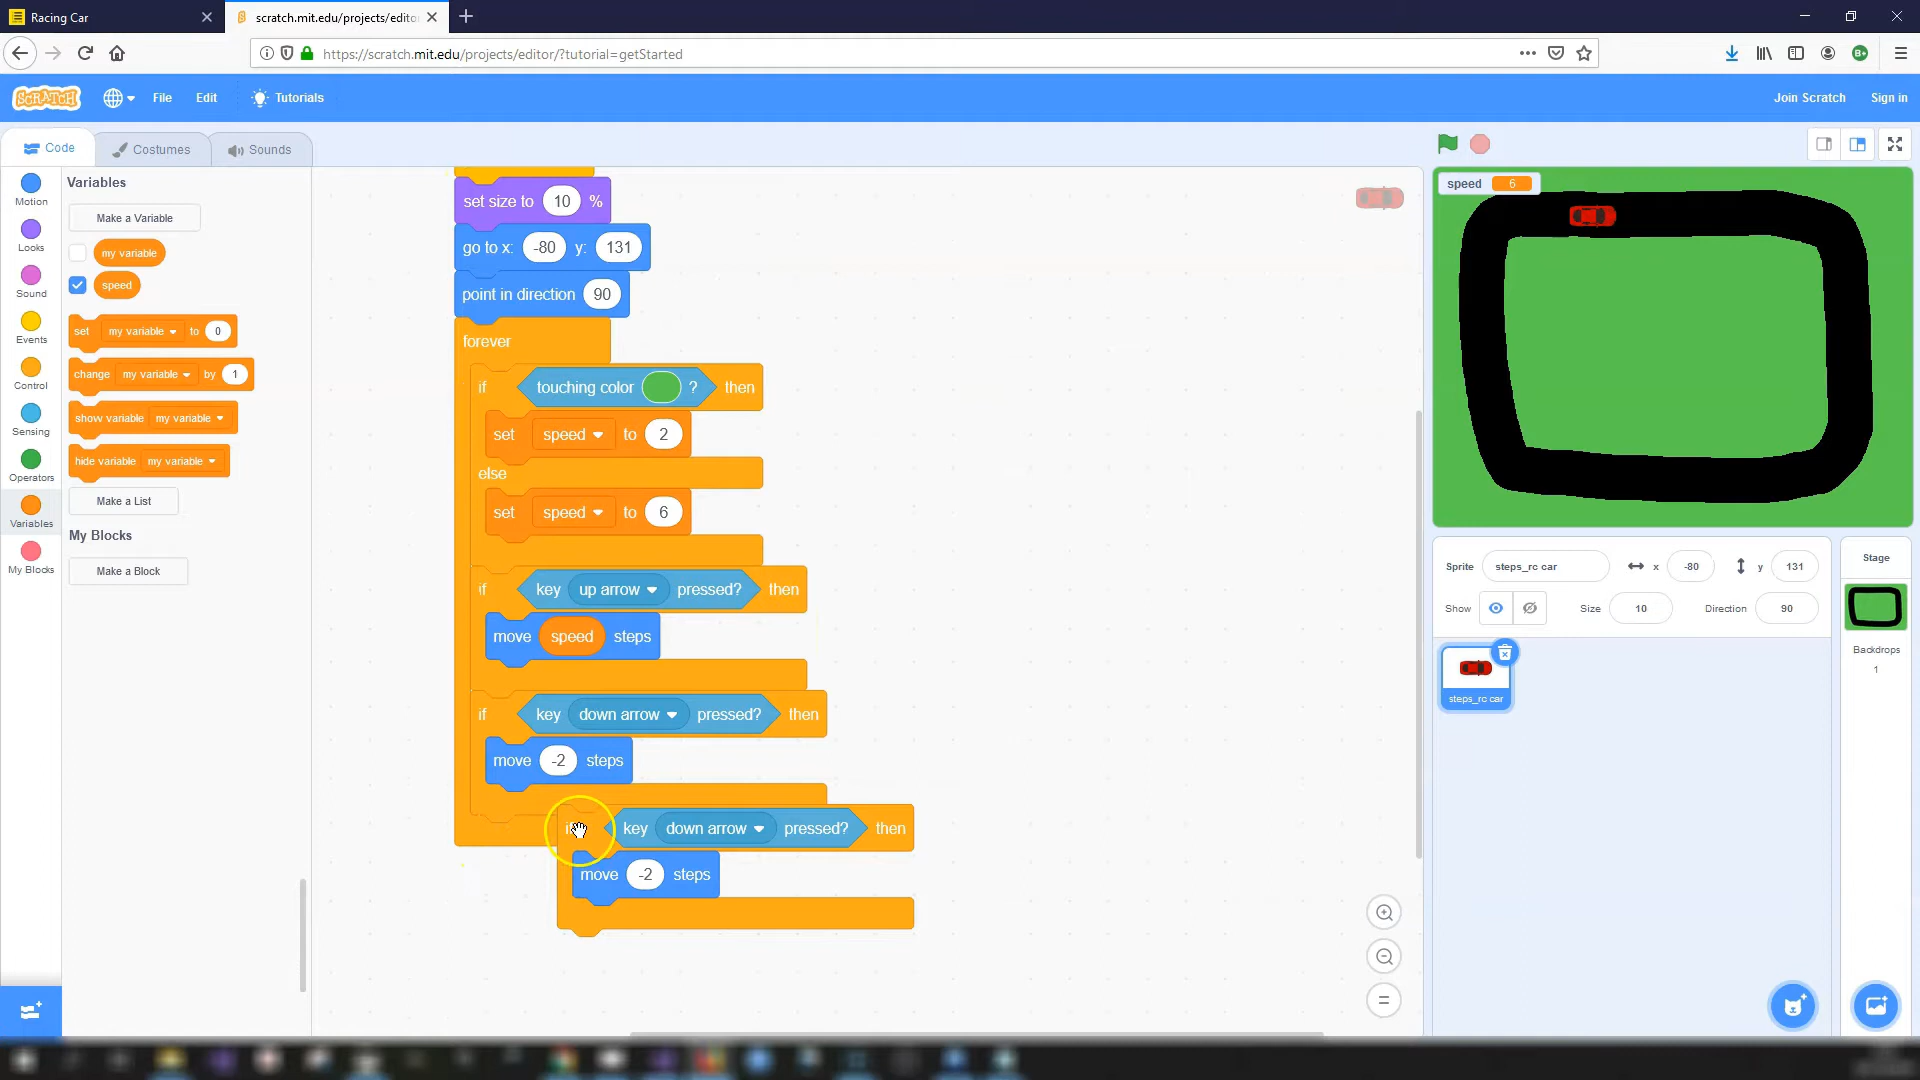 Racing Car
scratch.mit.edu/projects/edito
https://scratch.mit.edu/projects/editor/?tutorial=getStarted
SCRATCH
File
Edit
Tutorials
Join Scratch
Sign in
Code
Costumes
Sounds
Motion
Looks
Sound
Events
Control
Sensing
Operators
Variables
My Blocks
Variables
Make a Variable
my variable
speed
set my variable to 0
change my variable by 1
show variable my variable
hide variable my variable
Make a List
My Blocks
Make a Block
set size to 10 %
go to x: -80 y: 131
point in direction 90
forever
if touching color ? then
set speed to 2
else
set speed to 6
if key up arrow pressed? then
move speed steps
if key down arrow pressed? then
move -2 steps
key down arrow pressed? then
move -2 steps
speed 6
Sprite steps_rc car x -80 y 131
Show Size 10 Direction 90
steps_rc car
Stage
Backdrops
1